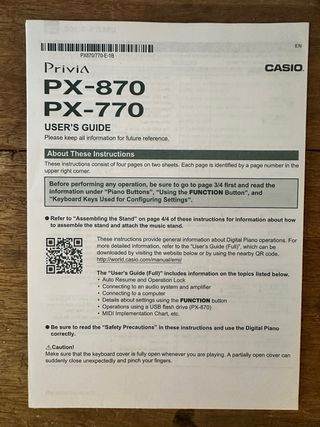 PX870/770-E-1B
EN
Privia
CASIO
PX-870
PX-770
USER'S GUIDE
Please keep all information for future reference.
About These Instructions
These instructions consist of four pages on two sheets. Each page is identified by a page number in the
upper right corner.
Before performing any operation, be sure to go to page 3/4 first and read the
information under "Piano Buttons", "Using the FUNCTION Button", and
"Keyboard Keys Used for Configuring Settings".
● Refer to "Assembling the Stand" on page 4/4 of these instructions for information about how
to assemble the stand and attach the music stand.
These instructions provide general information about Digital Piano operations. For
more detailed information, refer to the "User's Guide (Full)", which can be
downloaded by visiting the website below or by using the nearby QR code.
http://world.casio.com/manual/emi/
The "User's Guide (Full)" includes information on the topics listed below.
• Auto Resume and Operation Lock
• Connecting to an audio system and amplifier
• Connecting to a computer
• Details about settings using the FUNCTION button
• Operations using a USB flash drive (PX-870)
• MIDI Implementation Chart, etc.
● Be sure to read the "Safety Precautions" in these instructions and use the Digital Piano
correctly.
⚠Caution!
Make sure that the keyboard cover is fully open whenever you are playing. A partially open cover can
suddenly close unexpectedly and pinch your fingers.